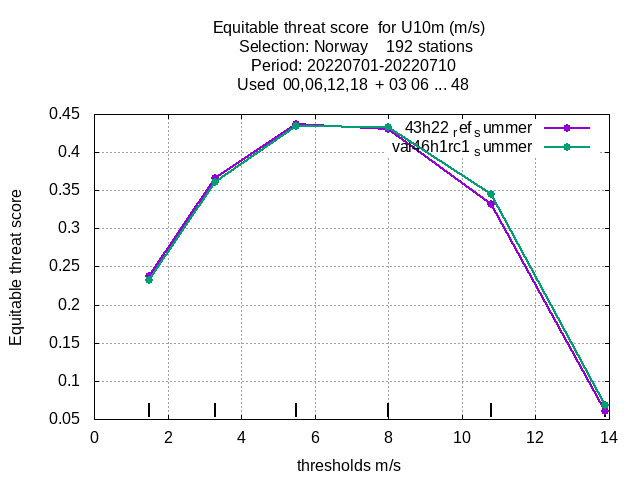 Equitable threat score for U10m (m/s)
Selection: Norway 192 stations
Period: 20220701-20220710
Used 00,06,12,18 + 03 06 ... 48
43h22 ref summer
val46h1rc1 summer
0.45
0.4
0.35
0.3
0.25
0.2
0.15
0.1
0.05
Equitable threat score
0 2 4 6 8 10 12 14
thresholds m/s